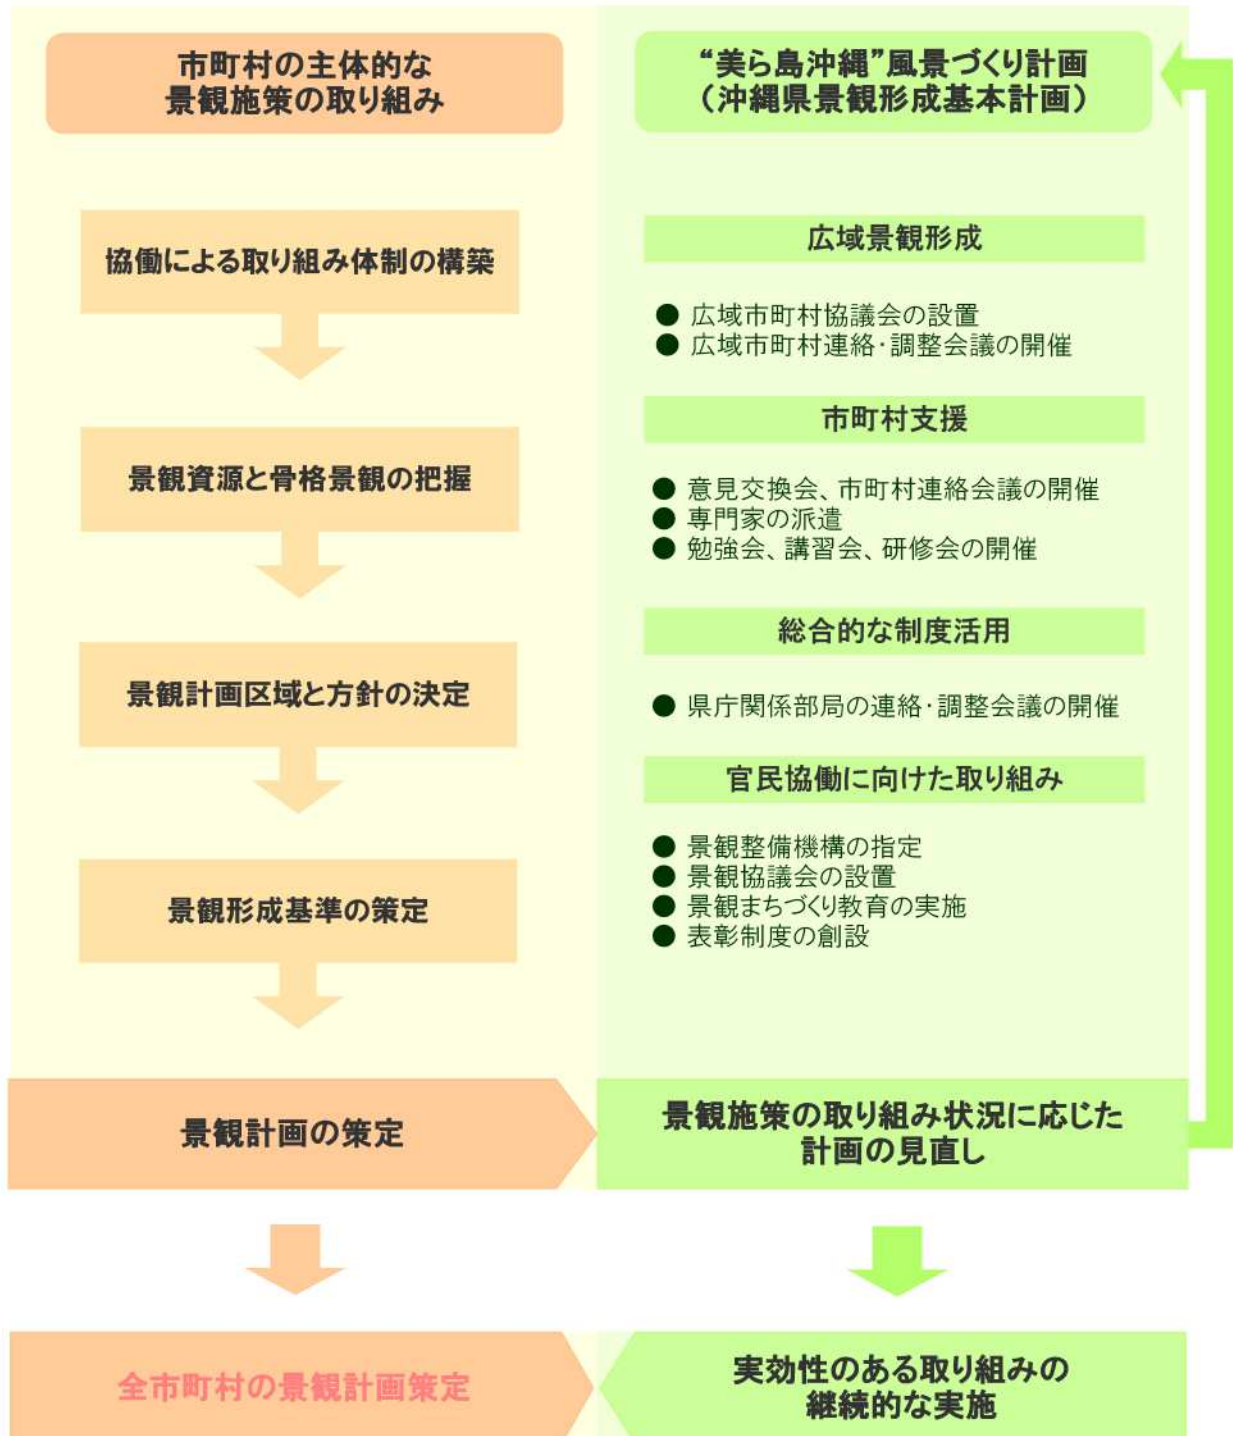 市町村の主体的な
景観施策の取り組み
協働による取り組み体制の構築
景観資源と骨格景観の把握
景観計画区域と方針の決定
景観形成基準の策定
景観計画の策定
全市町村の景観計画策定
“美ら島沖縄”風景づくり計画
（沖縄県景観形成基本計画）
広域景観形成
● 広域市町村協議会の設置
● 広域市町村連絡・調整会議の開催
市町村支援
● 意見交換会、市町村連絡会議の開催
● 専門家の派遣
● 勉強会、講習会、研修会の開催
総合的な制度活用
● 県庁関係部局の連絡・調整会議の開催
官民協働に向けた取り組み
● 景観整備機構の指定
● 景観協議会の設置
● 景観まちづくり教育の実施
● 表彰制度の創設
景観施策の取り組み状況に応じた
計画の見直し
実効性のある取り組みの
継続的な実施